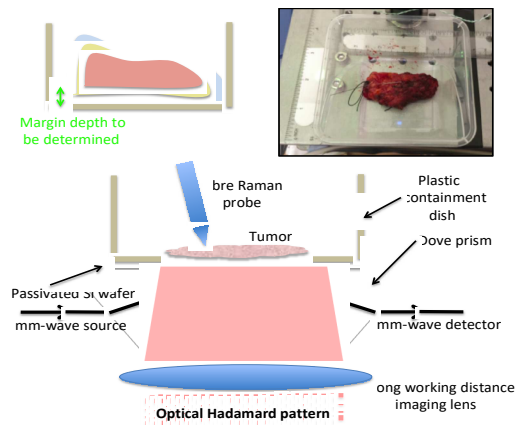 Margin depth to
be determined
bre Raman
probe
Tumor
Plastic
containment
dish
Dove prism
Passivated Si wafer
mm-wave source
mm-wave detector
ong working distance
imaging lens
Optical Hadamard pattern